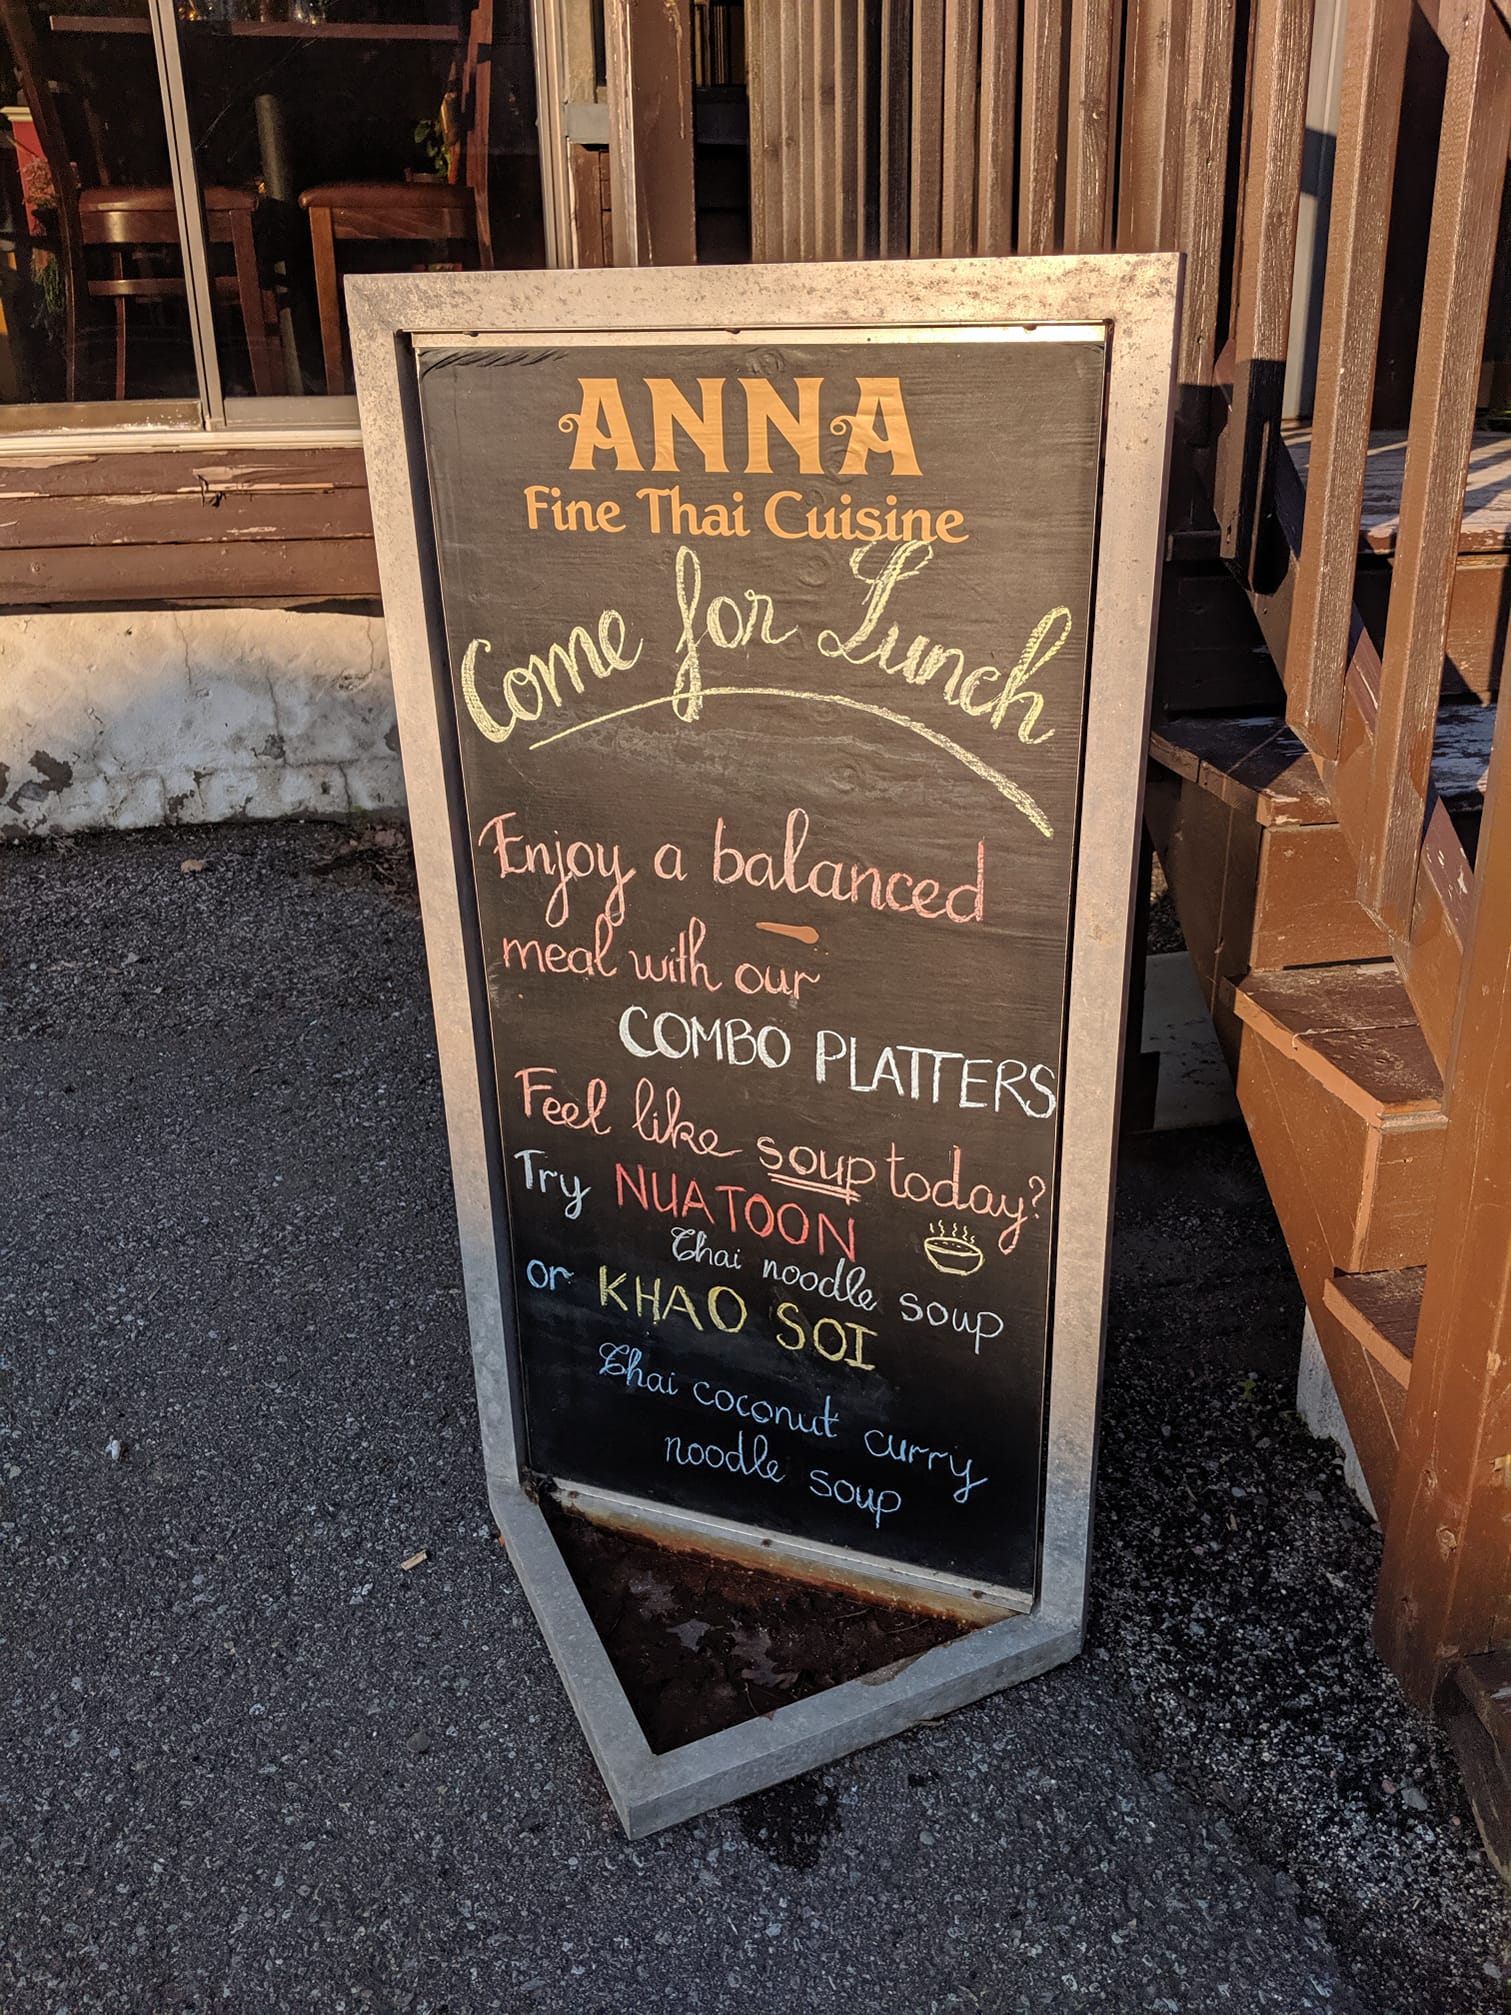 ANNA
Fine Thai Cuisine
Come for Lunch
Enjoy a balanced
meal with our
COMBO PLATTERS
Feel like soup today?
Try NUATOON
Thai noodle soup
or KHAO SOI
Thai coconut curry
noodle soup